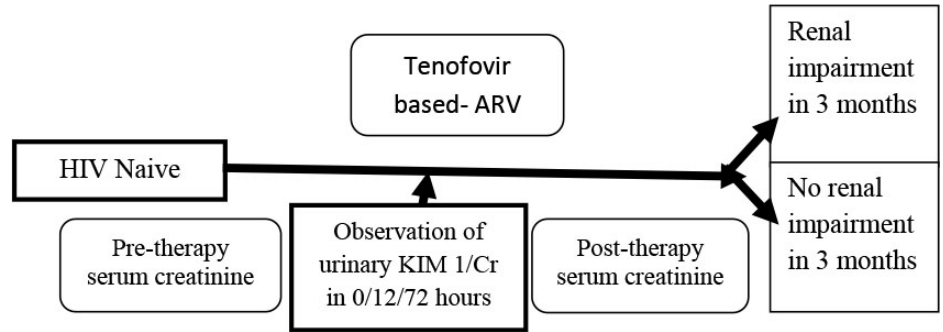 Tenofovir
based- ARV
HIV Naive
Pre-therapy
serum creatinine
Observation of
urinary KIM 1/Cr
in 0/12/72 hours
Post-therapy
serum creatinine
Renal
impairment
in 3 months
No renal
impairment
in 3 months